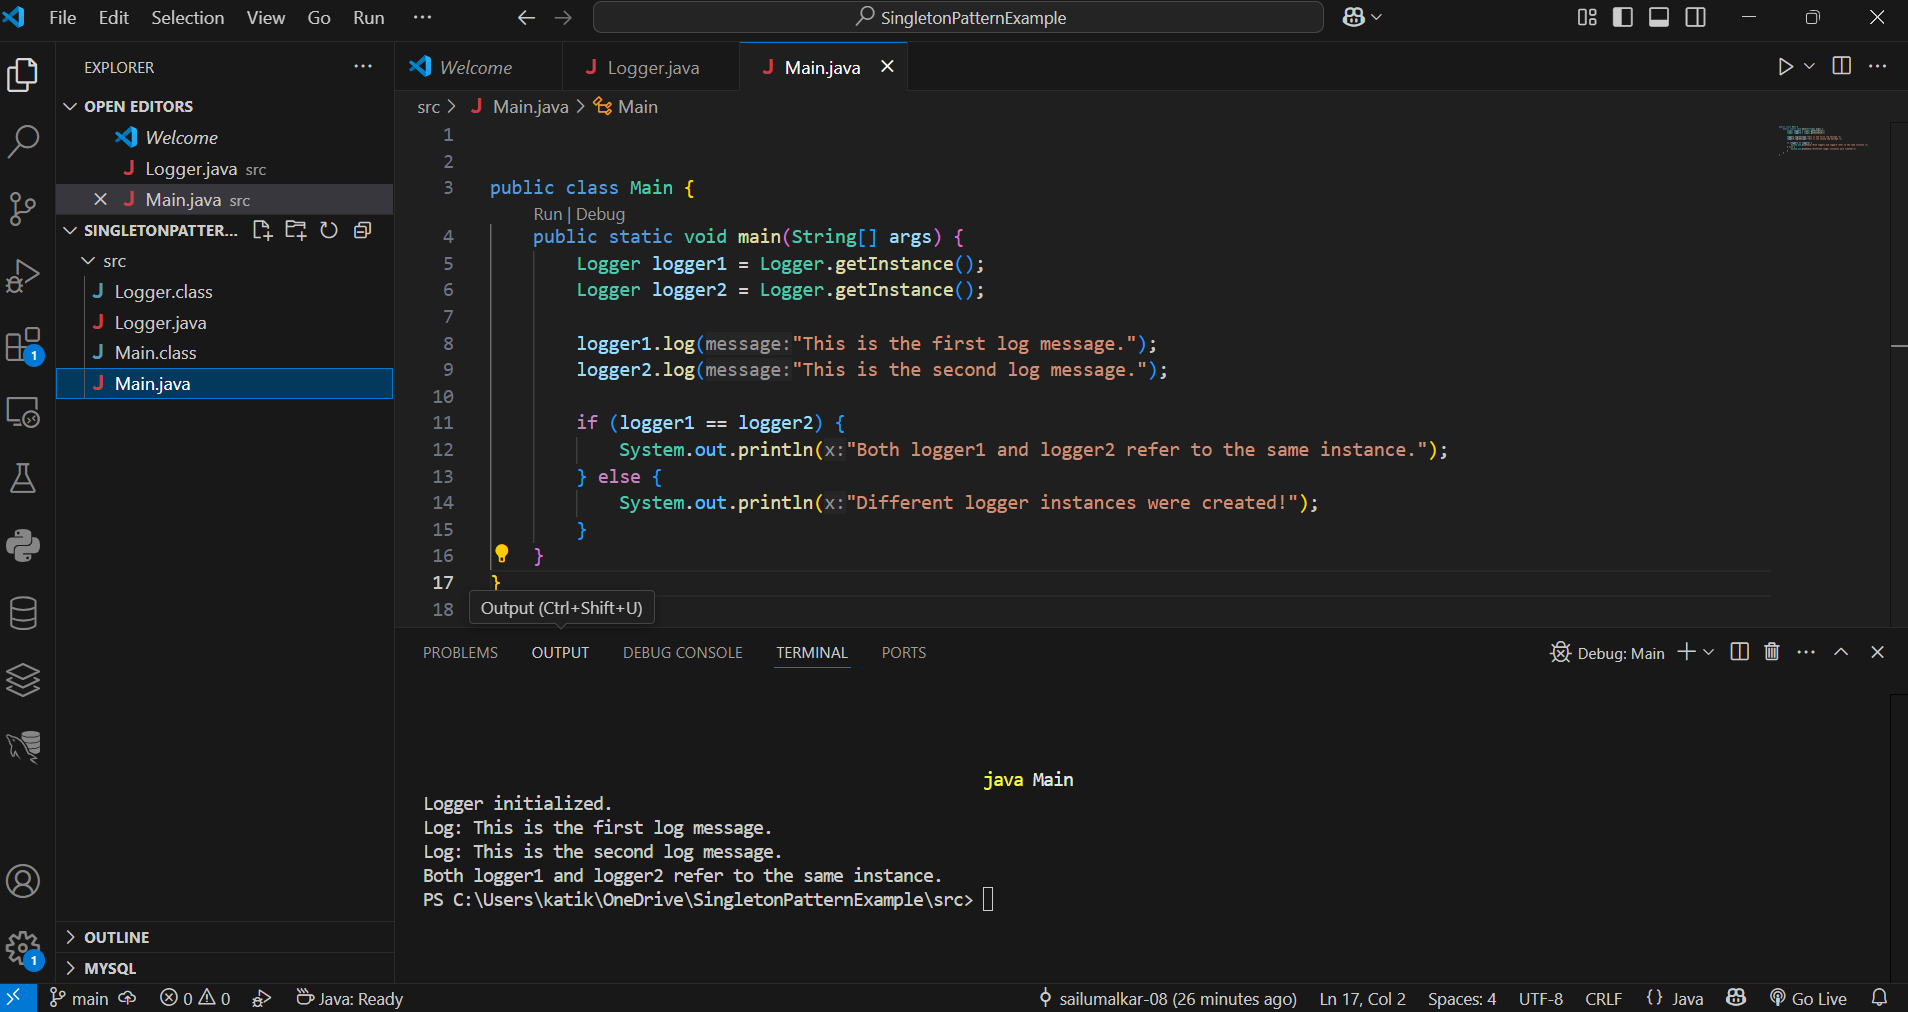 File Edit Selection View Go Run ··· SingletonPatternExample
EXPLORER ···
OPEN EDITORS
Welcome
Logger.java src
Main.java src
SINGLETONPATTER...
src
Logger.class
Logger.java
Main.class
Main.java
OUTLINE
MYSQL
1
1
Welcome Logger.java Main.java
src > Main.java > Main
1
2
3 public class Main {
Run | Debug
4 public static void main(String[] args) {
5 Logger logger1 = Logger.getInstance();
6 Logger logger2 = Logger.getInstance();
7
8 logger1.log(message:"This is the first log message.");
9 logger2.log(message:"This is the second log message.");
10
11 if (logger1 == logger2) {
12 System.out.println(x:"Both logger1 and logger2 refer to the same instance.");
13 } else {
14 System.out.println(x:"Different logger instances were created!");
15 }
16 }
17 }
18
Output (Ctrl+Shift+U)
PROBLEMS OUTPUT DEBUG CONSOLE TERMINAL PORTS Debug: Main
java Main
Logger initialized.
Log: This is the first log message.
Log: This is the second log message.
Both logger1 and logger2 refer to the same instance.
PS C:\Users\katik\OneDrive\SingletonPatternExample\src>
main 0 0 Java: Ready sailumalkar-08 (26 minutes ago) Ln 17, Col 2 Spaces: 4 UTF-8 CRLF {} Java Go Live